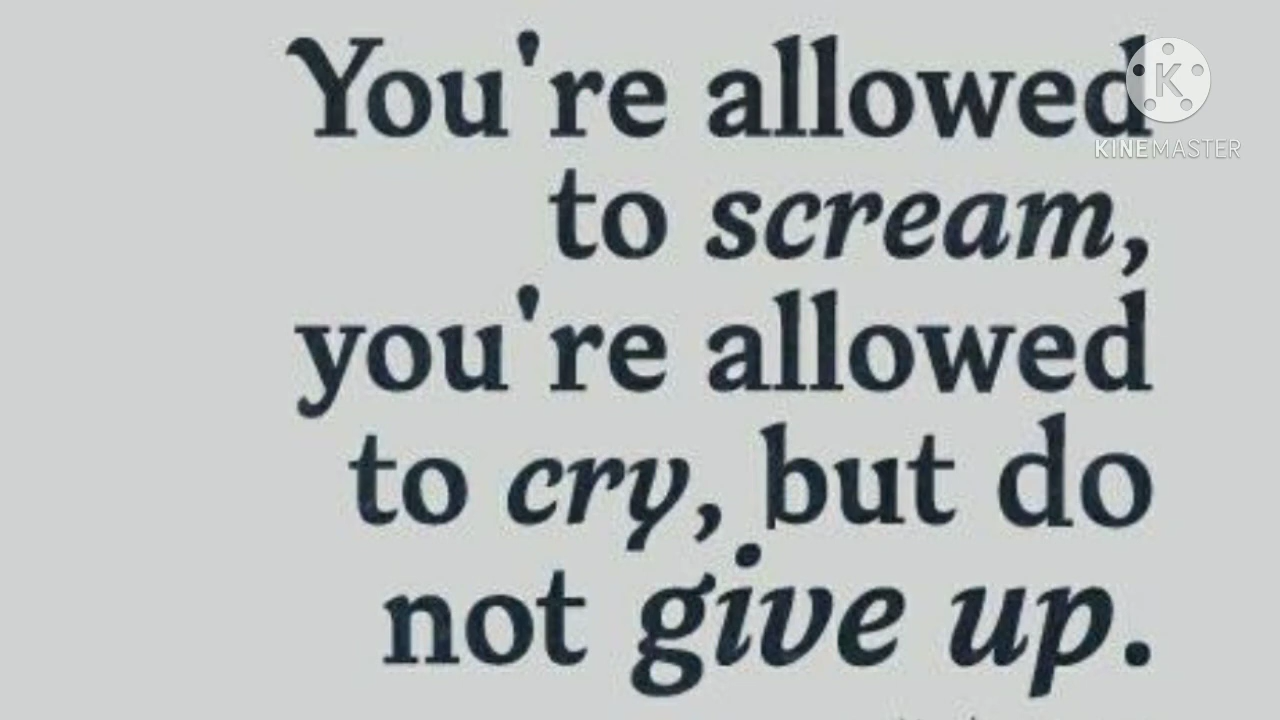 You're allowed
KINEMASTER
to scream,
you're allowed
to cry, but do
not give up.